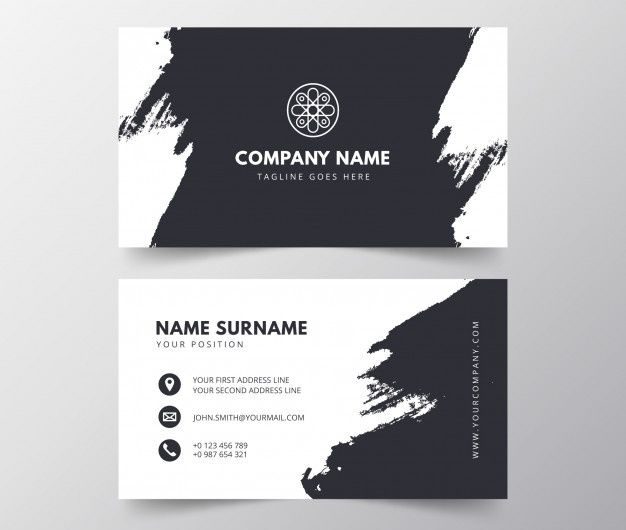 COMPANY NAME
TAGLINE GOES HERE
NAME SURNAME
YOUR POSITION
YOUR FIRST ADDRESS LINE
YOUR SECOND ADDRESS LINE
JOHN.SMITH@YOURMAIL.COM
+0 123 456 789
+0 987 654 321
WWW.YOURCOMPANY.COM